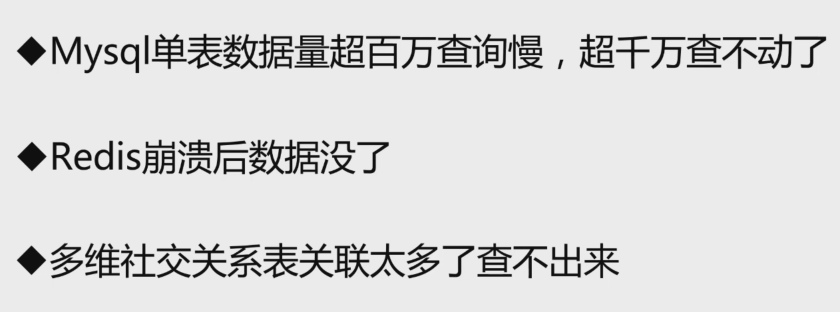 ◆Mysql单表数据量超百万查询慢，超千万查不动了
◆Redis崩溃后数据没了
◆多维社交关系表关联太多了查不出来